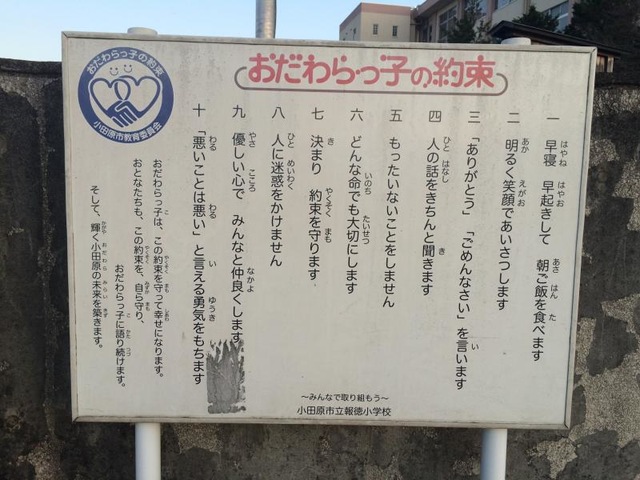 おだわらっ子の約束
おだわらっ子の約束
小田原市教育委員会
一 早寝 早起きして 朝ご飯を食べます
二 明るく笑顔であいさつします
三 「ありがとう」「ごめんなさい」を言います
四 人の話をきちんと聞きます
五 もったいないことをしません
六 どんな命でも大切にします
七 決まり 約束を守ります
八 人に迷惑をかけません
九 優しい心で みんなと仲良くします
十 「悪いことは悪い」と言える勇気をもちます
おだわらっ子は、この約束を守って幸せになります。
おとなたちも、この約束を、自ら守り、
おだわらっ子に語り続けます。
そして、輝く小田原の未来を築きます。
～みんなで取り組もう～
小田原市立報徳小学校